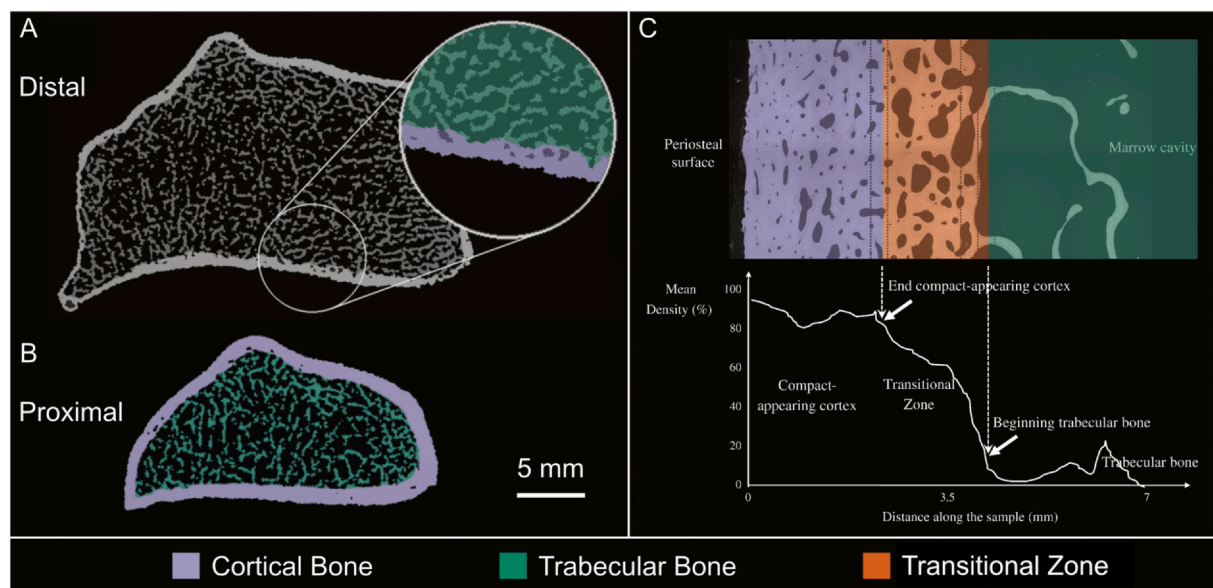 A
Distal
B
Proximal
5 mm
C
Periosteal
surface
Marrow cavity
Mean
Density (%)
100
80
60
40
20
0
End compact-appearing cortex
Compact-
appearing cortex
Transitional
Zone
Beginning trabecular bone
Trabecular bone
0
3.5
7
Distance along the sample (mm)
Cortical Bone
Trabecular Bone
Transitional Zone